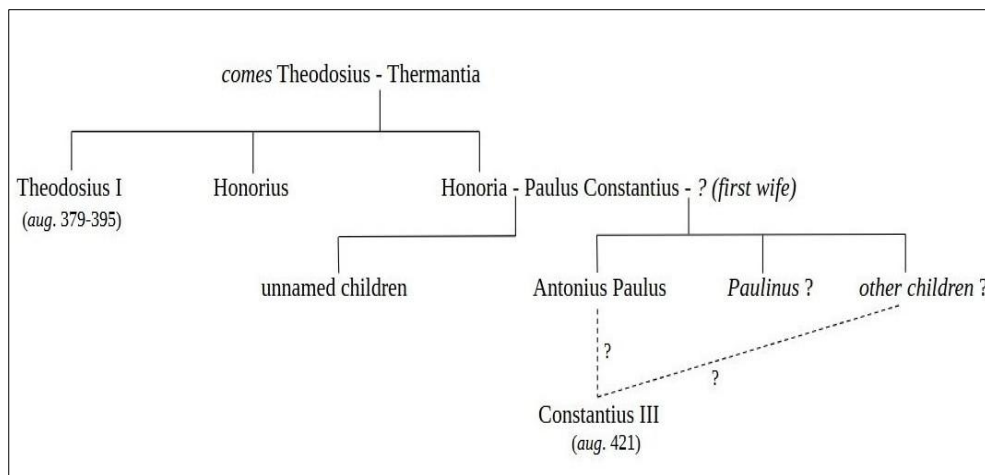 comes Theodosius - Thermantia
Theodosius I
(aug. 379-395)
Honorius
Honoria - Paulus Constantius - ? (first wife)
unnamed children
Antonius Paulus
Paulinus ?
other children ?
?
?
Constantius III
(aug. 421)